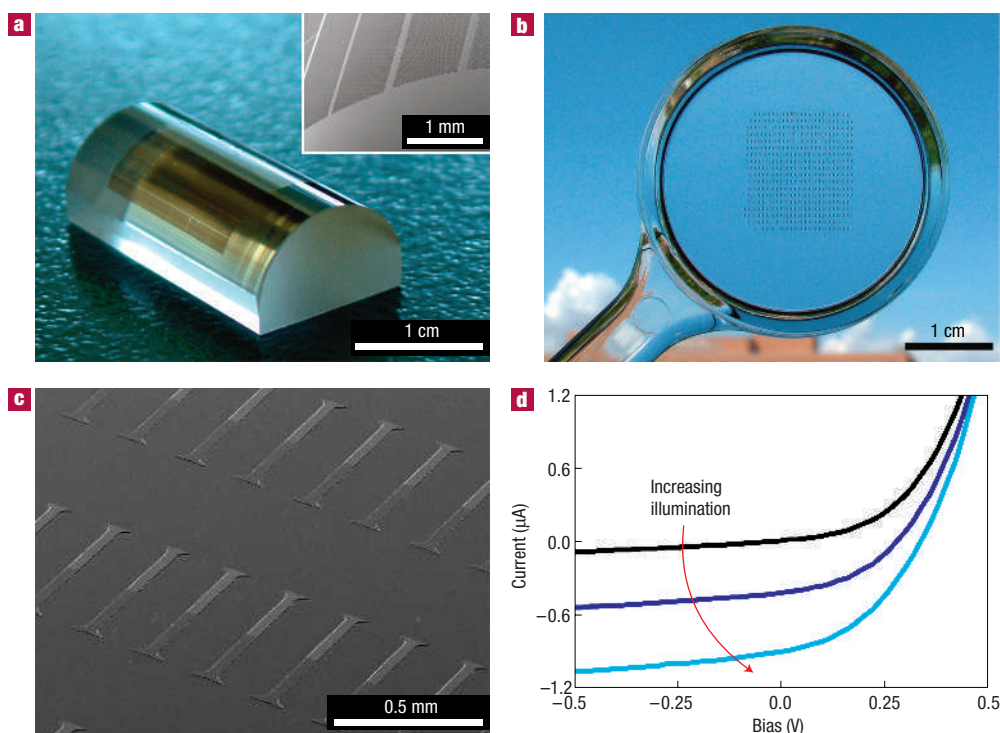 a
1 mm
1 cm
b
1 cm
c
0.5 mm
d
1.2
0.6
0.0
−0.6
−1.2
Current (µA)
Increasing
illumination
−0.5
−0.25
0.0
0.25
0.5
Bias (V)